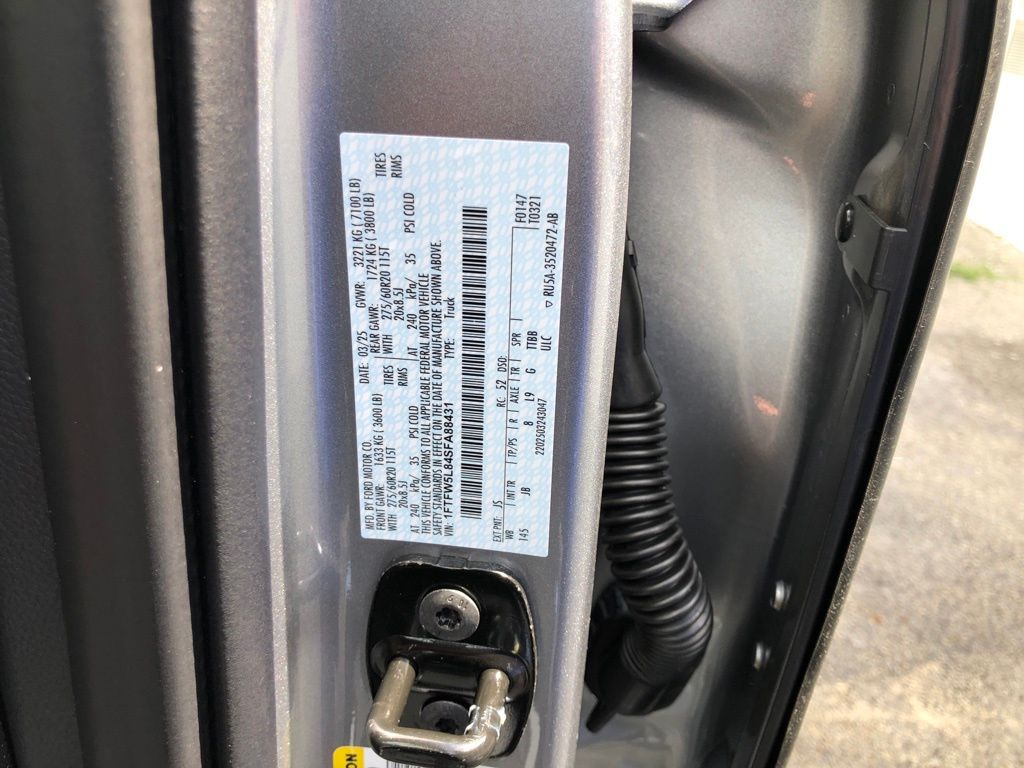 MFD. BY FORD MOTOR CO.
DATE: 03/25 GVWR: 3221 KG ( 7100 LB)
FRONT GAWR: 1633 KG ( 3600 LB) REAR GAWR: 1724 KG ( 3800 LB)
WITH 275/60R20 115T TIRES WITH 275/60R20 115T TIRES
20x8.5J RIMS 20x8.5J RIMS
AT 240 kPa/ 35 PSI COLD AT 240 kPa/ 35 PSI COLD
THIS VEHICLE CONFORMS TO ALL APPLICABLE FEDERAL MOTOR VEHICLE
SAFETY STANDARDS IN EFFECT ON THE DATE OF MANUFACTURE SHOWN ABOVE.
VIN: 1FTFW5L84SFA88431 TYPE: Truck
EXT PNT: JS RC: 52 DSO: F0147
WB INT TR TP/PS R AXLE TR SPR T0321
145 JB 8 L9 G TTBB
ULC
2202503243047 ▽ RU5A-3520472-AB
ON